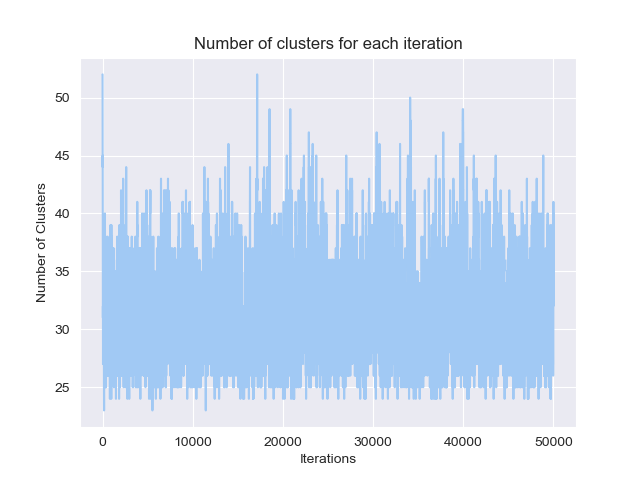 Number of clusters for each iteration
50
45
40
35
30
25
Number of Clusters
0 10000 20000 30000 40000 50000
Iterations